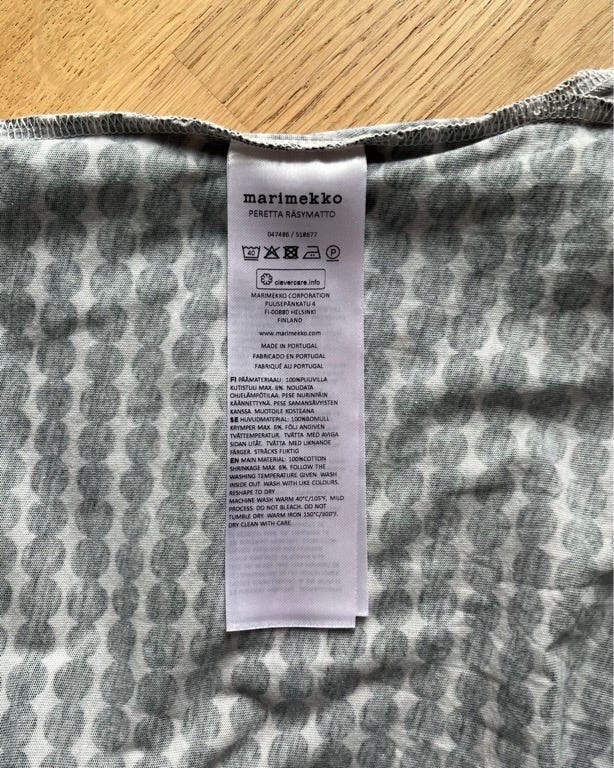 marimekko
PERETTA RÄSYMATTO
047486 / 518677
40 P
clevercare.info
MARIMEKKO CORPORATION
PUUSEPÄNKATU 4
FI-00880 HELSINKI
FINLAND
www.marimekko.com
MADE IN PORTUGAL
FABRICADO EN PORTUGAL
FABRIQUÉ AU PORTUGAL
FI PÄÄMATERIAALI: 100%PUUVILLA
KUTISTUU MAX. 6%. NOUDATA
OHJELÄMPÖTILAA. PESE NURINPÄIN
KÄÄNNETTYNÄ. PESE SAMANSÄVYISTEN
KANSSA. MUOTOILE KOSTEANA
SE HUVUDMATERIAL: 100%BOMULL
KRYMPER MAX. 6%. FÖLJ ANGIVEN
TVÄTTEMPERATUR. TVÄTTA MED AVIGA
SIDAN UTÅT. TVÄTTA MED LIKNANDE
FÄRGER. STRÄCKS FUKTIG
EN MAIN MATERIAL: 100%COTTON
SHRINKAGE MAX 6%. FOLLOW THE
WASHING TEMPERATURE GIVEN. WASH
INSIDE OUT. WASH WITH LIKE COLOURS.
RESHAPE TO DRY
MACHINE WASH WARM 40°C/105°F, MILD
PROCESS. DO NOT BLEACH. DO NOT
TUMBLE DRY. WARM IRON 150°C/300°F.
DRY CLEAN WITH CARE